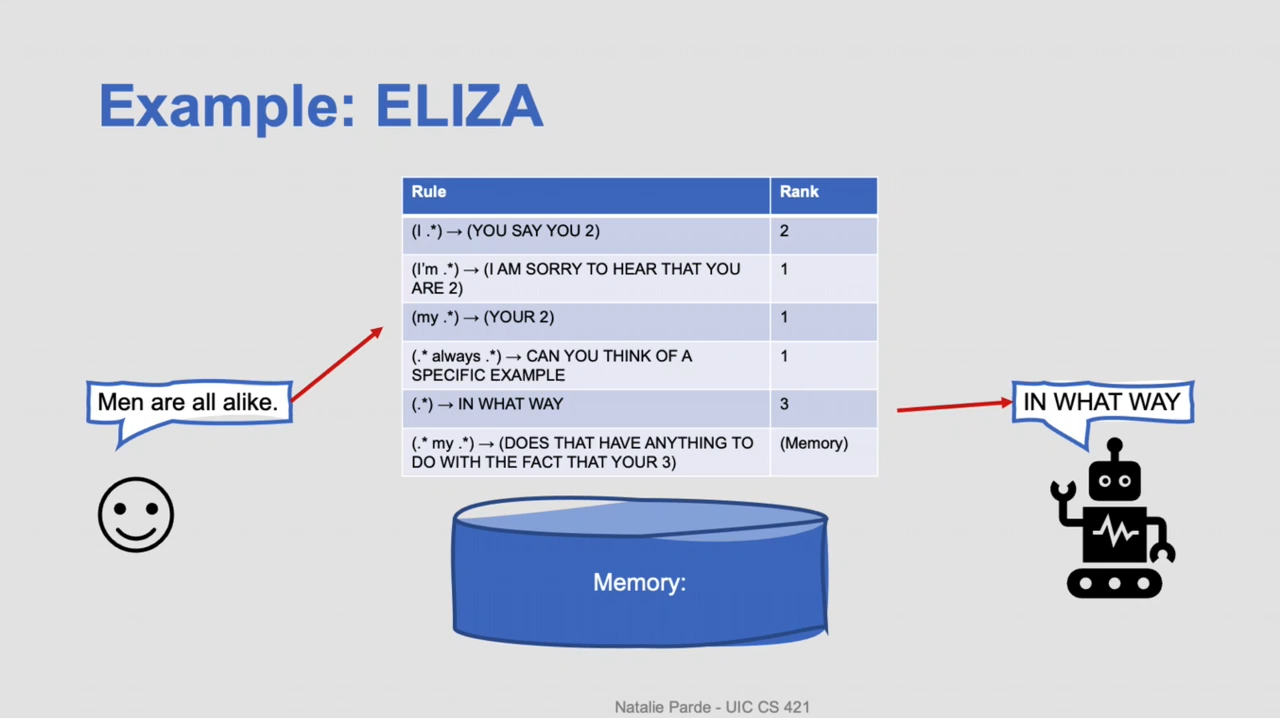 Example: ELIZA
Rule Rank
(I .*) → (YOU SAY YOU 2) 2
(I’m .*) → (I AM SORRY TO HEAR THAT YOU 1
ARE 2)
(my .*) → (YOUR 2) 1
(.* always .*) → CAN YOU THINK OF A 1
SPECIFIC EXAMPLE
(.*) → IN WHAT WAY 3
(.* my .*) → (DOES THAT HAVE ANYTHING TO (Memory)
DO WITH THE FACT THAT YOUR 3)
Men are all alike.
IN WHAT WAY
Memory:
Natalie Parde - UIC CS 421